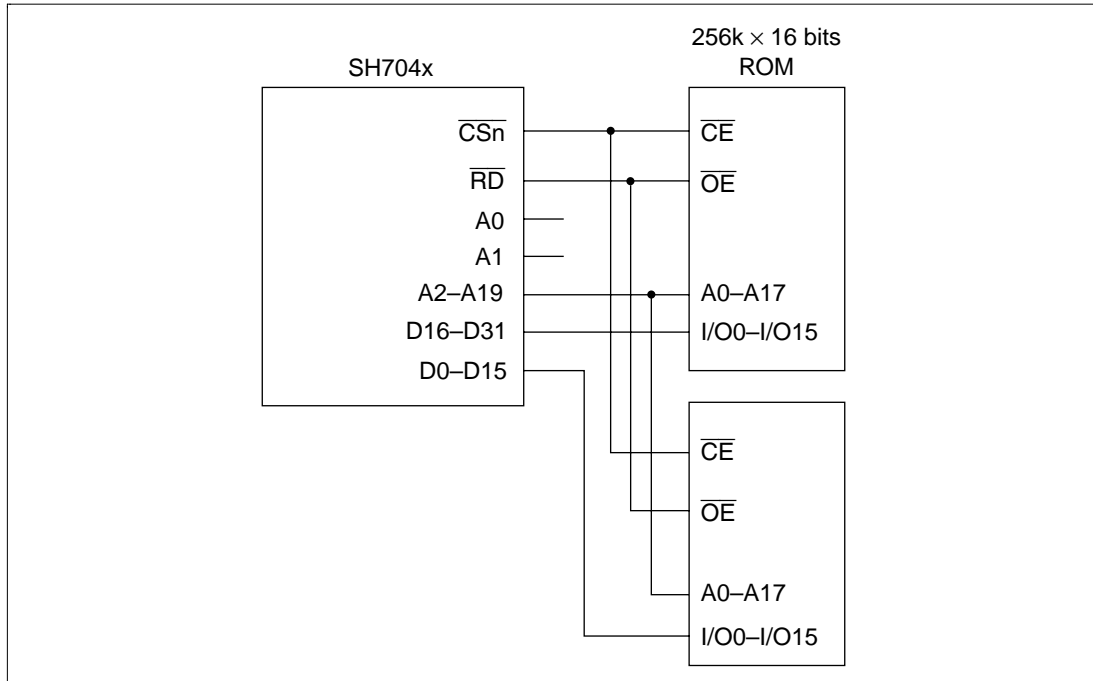 256k × 16 bits
ROM
SH704x
CSn
RD
A0
A1
A2–A19
D16–D31
D0–D15
CE
OE
A0–A17
I/O0–I/O15
CE
OE
A0–A17
I/O0–I/O15